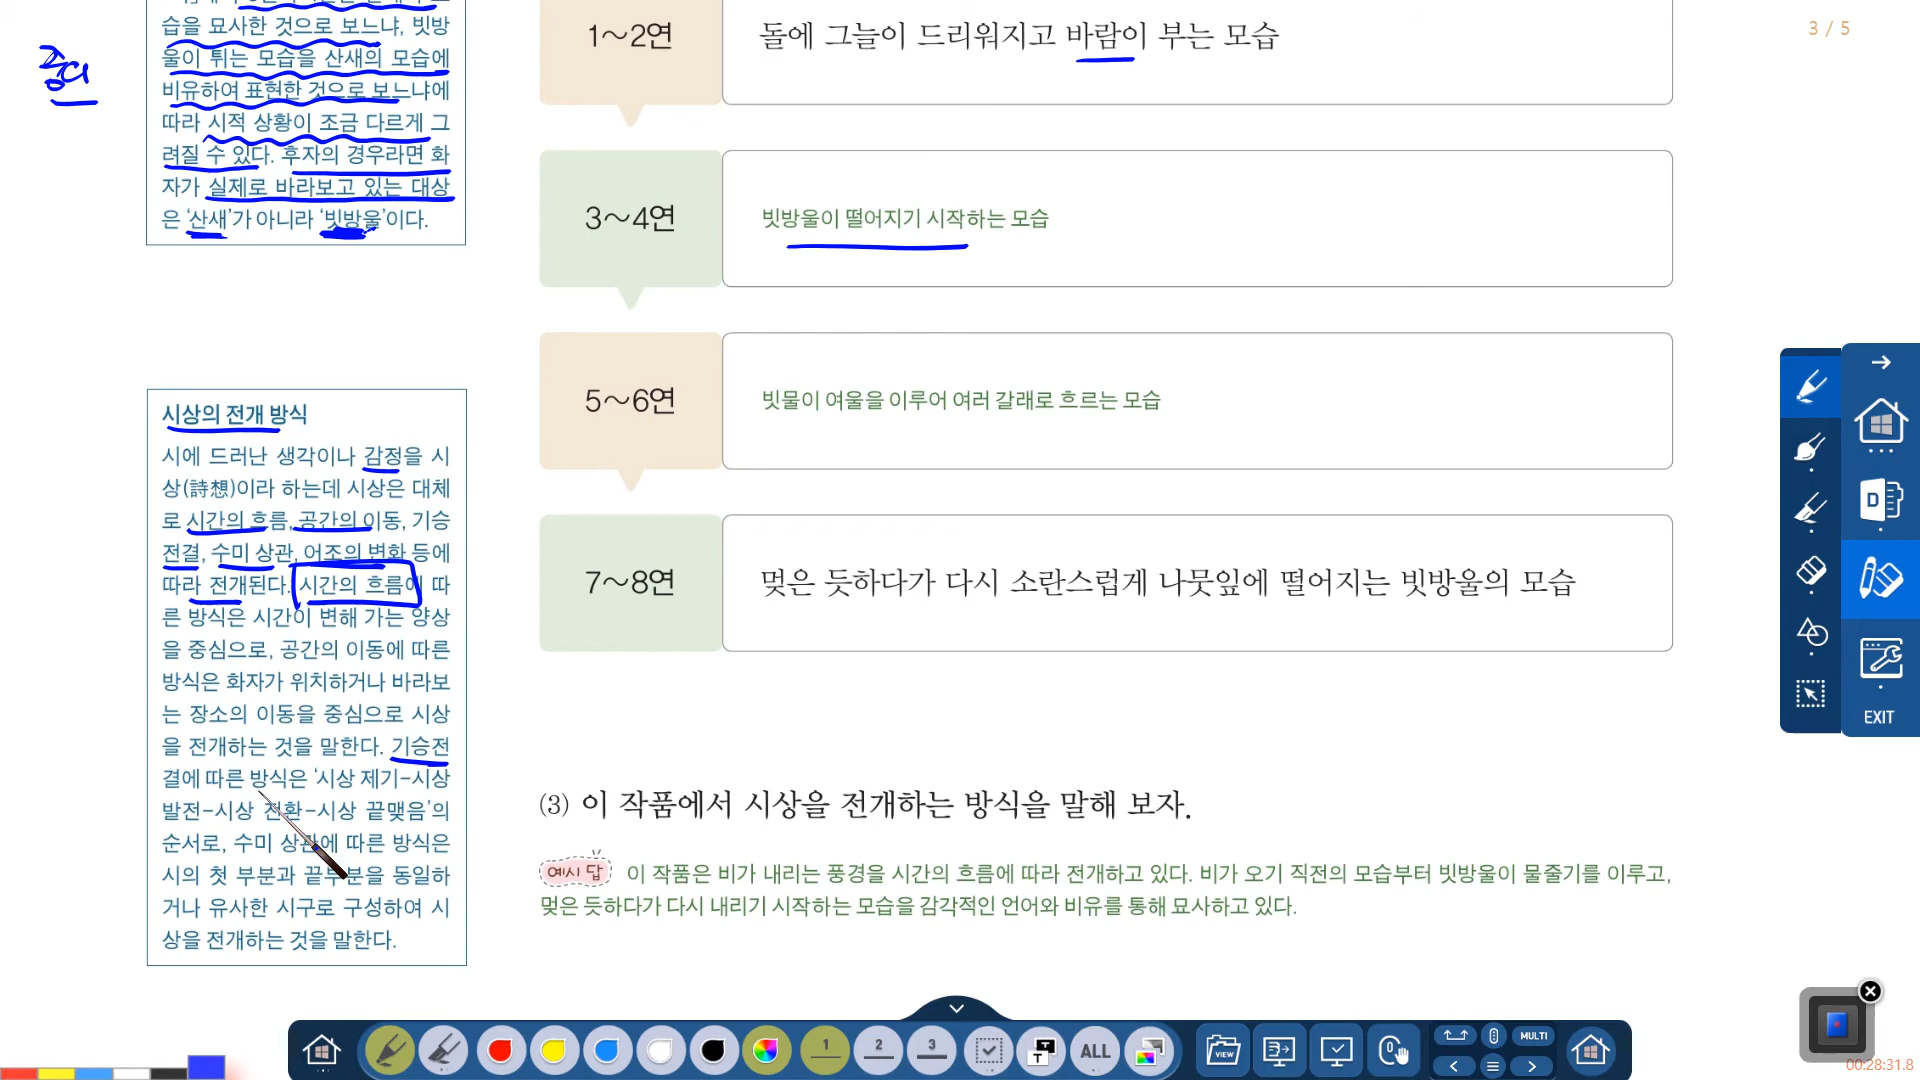 습을 묘사한 것으로 보느냐, 빗방
울이 튀는 모습을 산새의 모습에
비유하여 표현한 것으로 보느냐에
따라 시적 상황이 조금 다르게 그
려질 수 있다. 후자의 경우라면 화
자가 실제로 바라보고 있는 대상
은 '산새'가 아니라 '빗방울'이다.
시상의 전개 방식
시에 드러난 생각이나 감정을 시
상(詩想)이라 하는데 시상은 대체
로 시간의 흐름, 공간의 이동, 기승
전결, 수미 상관, 어조의 변화 등에
따라 전개된다. 시간의 흐름에 따
른 방식은 시간이 변해 가는 양상
을 중심으로, 공간의 이동에 따른
방식은 화자가 위치하거나 바라보
는 장소의 이동을 중심으로 시상
을 전개하는 것을 말한다. 기승전
결에 따른 방식은 '시상 제기-시상
발전-시상 전환-시상 끝맺음'의
순서로, 수미 상관에 따른 방식은
시의 첫 부분과 끝부분을 동일하
거나 유사한 시구로 구성하여 시
상을 전개하는 것을 말한다.
1～2연 돌에 그늘이 드리워지고 바람이 부는 모습
3～4연 빗방울이 떨어지기 시작하는 모습
5～6연 빗물이 여울을 이루어 여러 갈래로 흐르는 모습
7～8연 멎은 듯하다가 다시 소란스럽게 나뭇잎에 떨어지는 빗방울의 모습
(3) 이 작품에서 시상을 전개하는 방식을 말해 보자.
예시 답 이 작품은 비가 내리는 풍경을 시간의 흐름에 따라 전개하고 있다. 비가 오기 직전의 모습부터 빗방울이 물줄기를 이루고,
멎은 듯하다가 다시 내리기 시작하는 모습을 감각적인 언어와 비유를 통해 묘사하고 있다.
3 / 5
D
EXIT
1 2 3 T T ALL VIEW MULTI
00:28:31.8